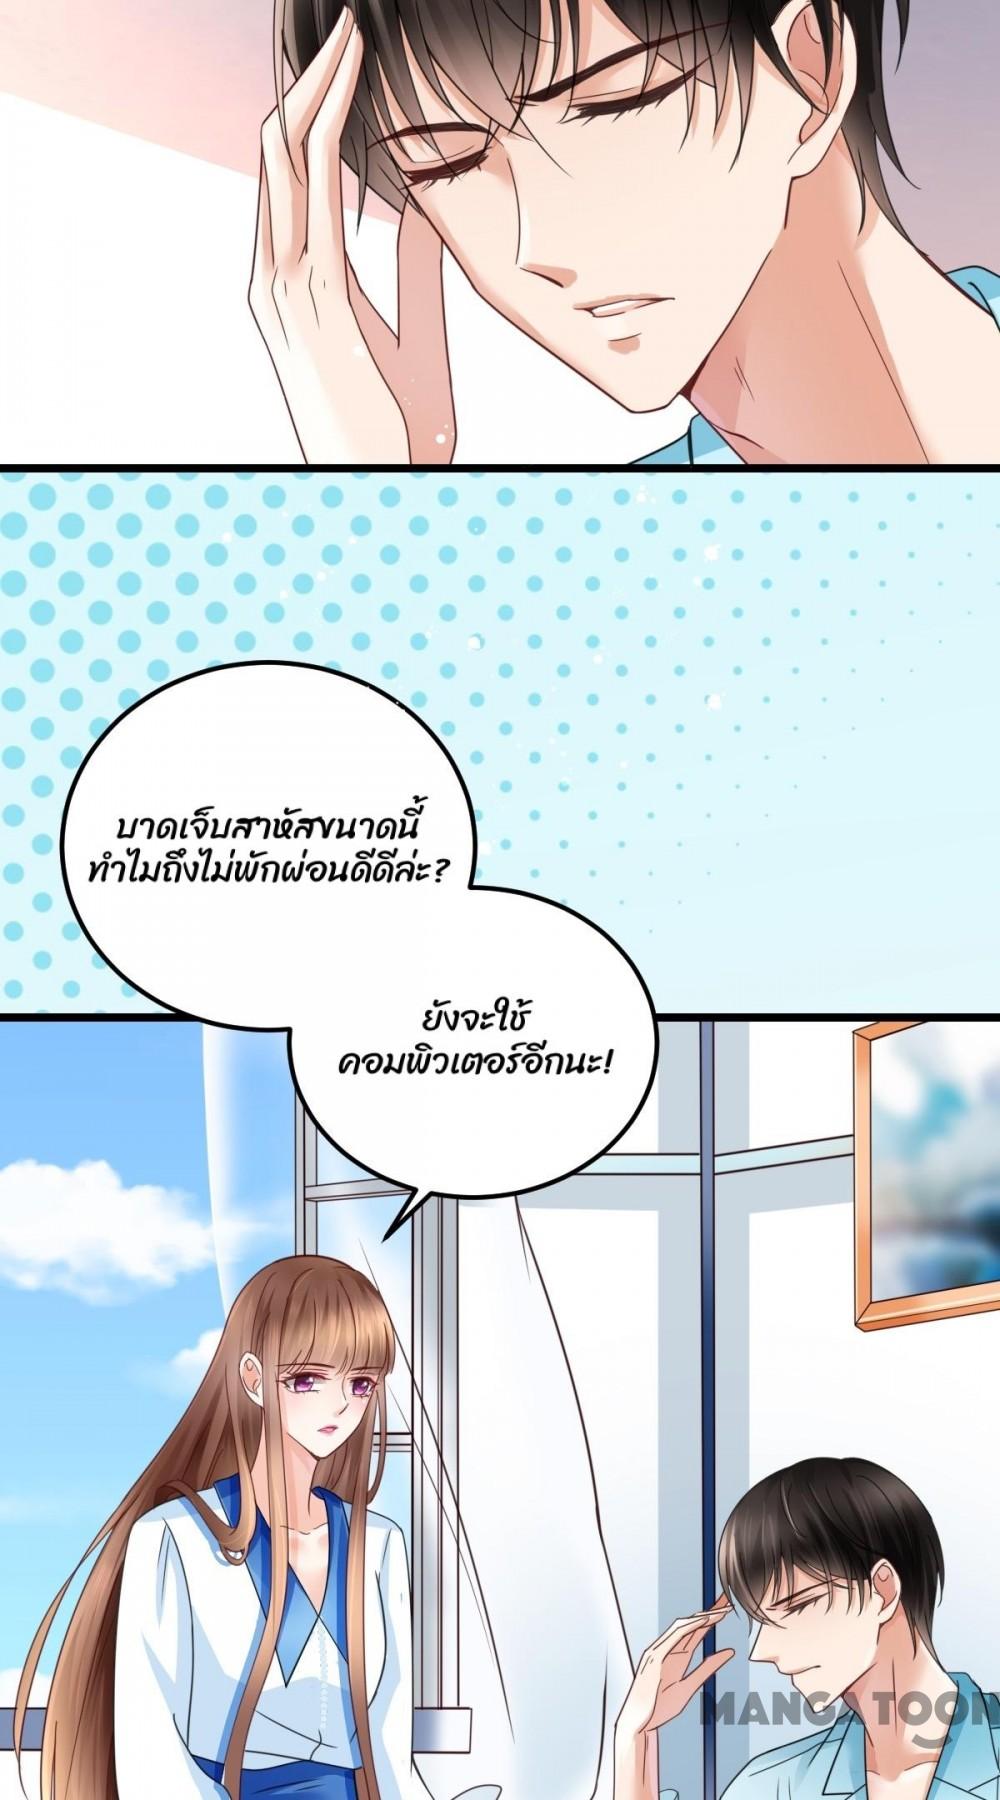 บาดเจ็บสาหัสขนาดนี้
ทำไมถึงไม่พักผ่อนดีดีล่ะ?
ยังจะใช้
คอมพิวเตอร์อีกนะ!
MANGATOON